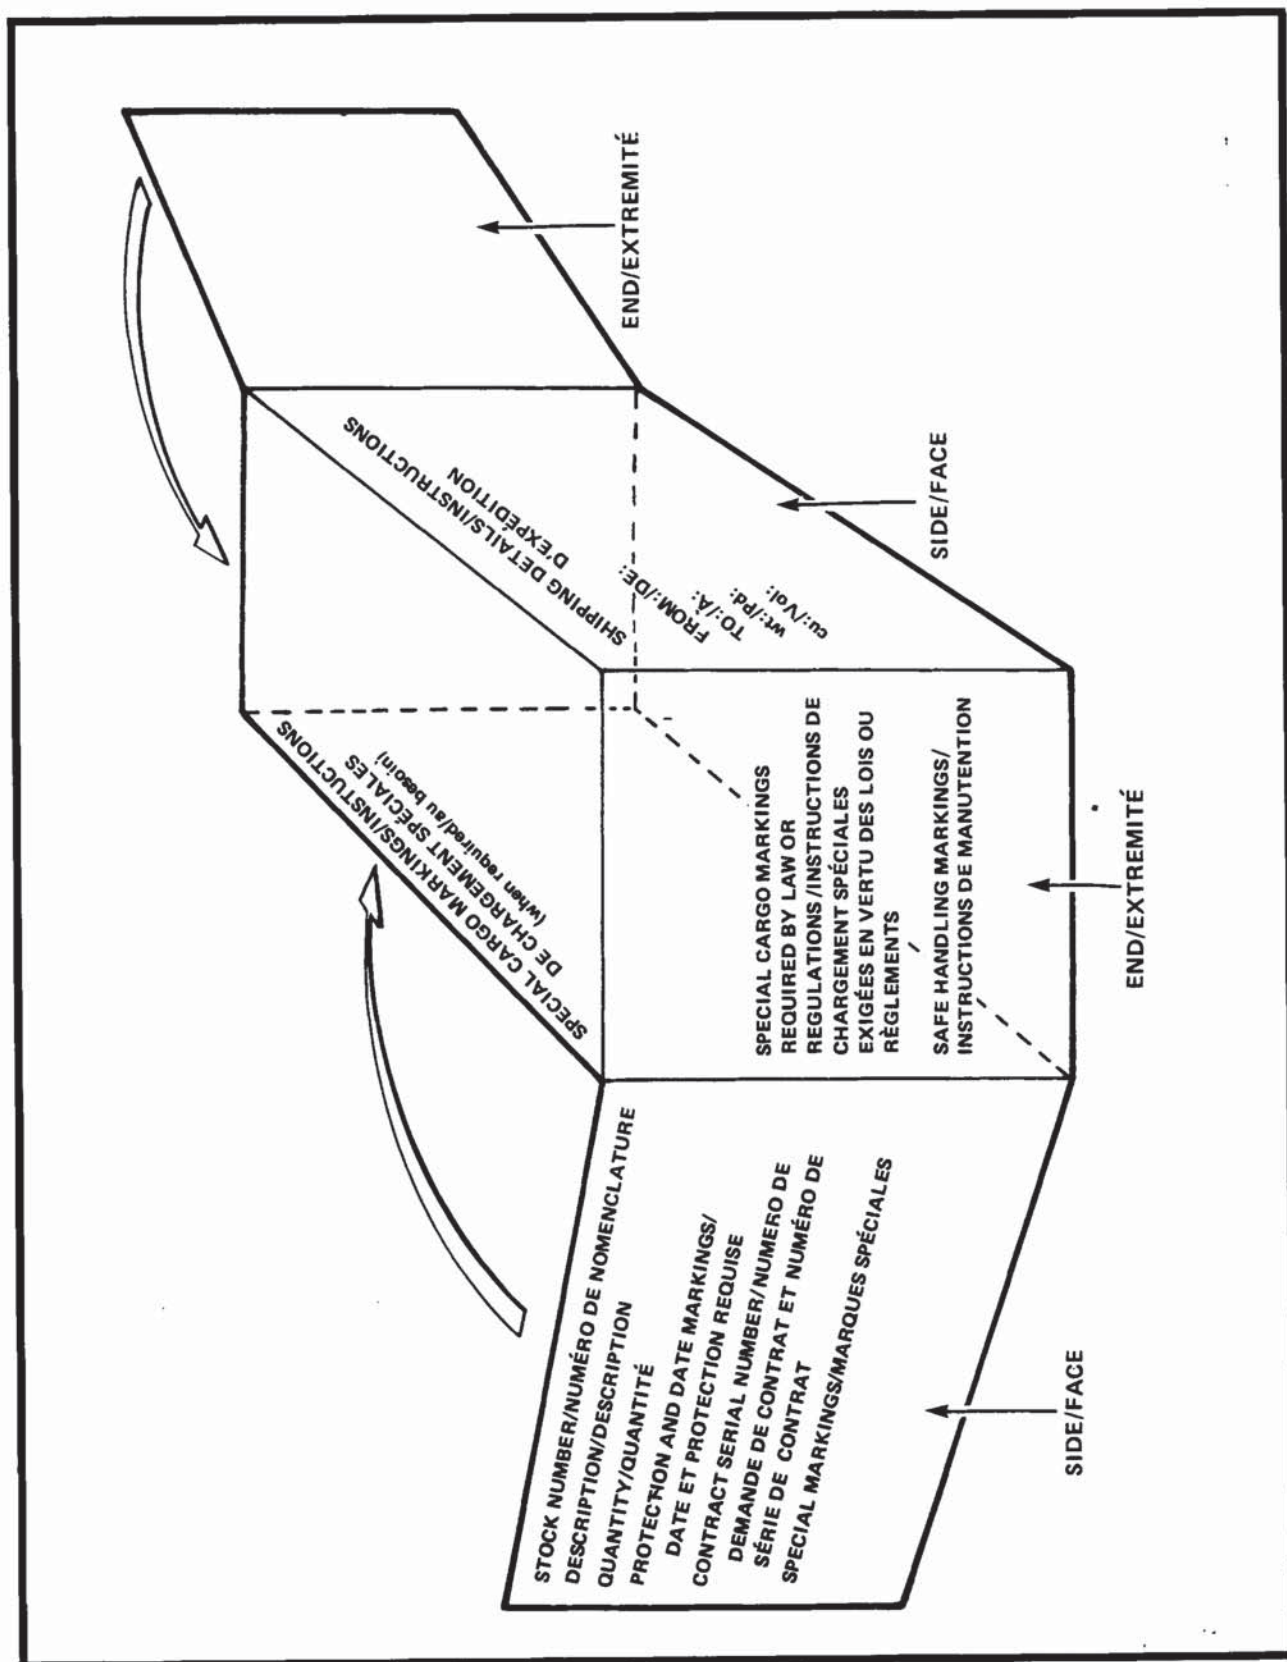 STOCK NUMBER/NUMÉRO DE NOMENCLATURE
DESCRIPTION/DESCRIPTION
QUANTITY/QUANTITÉ
PROTECTION AND DATE MARKINGS/
DATE ET PROTECTION REQUISE
CONTRACT SERIAL NUMBER/NUMERO DE
DEMANDE DE CONTRAT ET NUMÉRO DE
SÉRIE DE CONTRAT
SPECIAL MARKINGS/MARQUES SPÉCIALES
SIDE/FACE
SPECIAL CARGO MARKINGS/INSTUCTIONS
DE CHARGEMENT SPÉCIALES
(when required/au besoin)
SPECIAL CARGO MARKINGS
REQUIRED BY LAW OR
REGULATIONS/INSTRUCTIONS DE
CHARGEMENT SPÉCIALES
EXIGÉES EN VERTU DES LOIS OU
RÈGLEMENTS
SAFE HANDLING MARKINGS/
INSTRUCTIONS DE MANUTENTION
END/EXTREMITÉ
SHIPPING DETAILS/INSTRUCTIONS
D'EXPÉDITION
FROM:/DE:
TO:/À:
wt:/Pd:
cu:/Vol:
SIDE/FACE
END/EXTREMITÉ